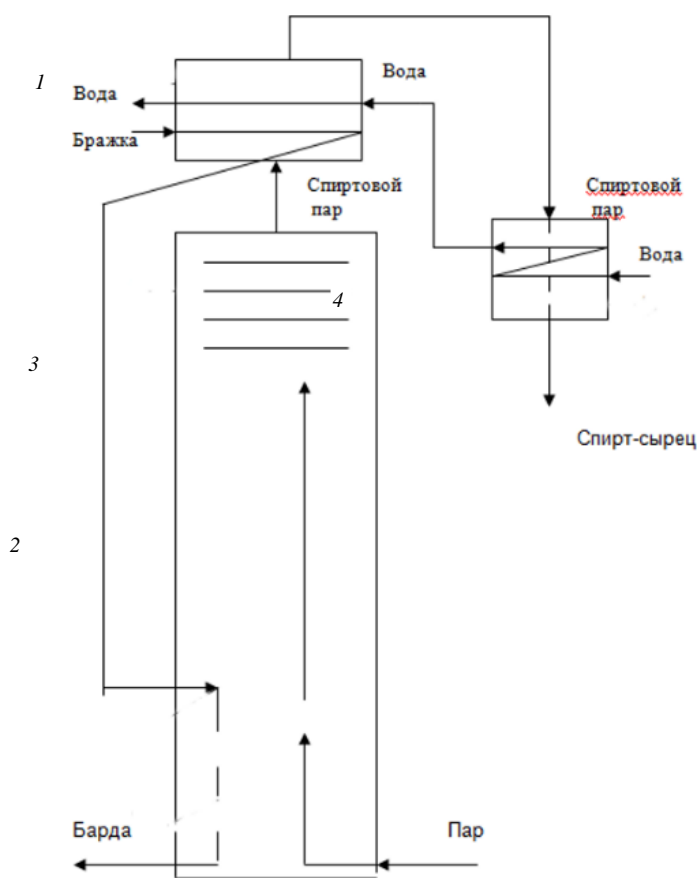 1
Вода
Вода
Бражка
Спиртовой
пар
Спиртовой
пар
Вода
4
3
Спирт-сырец
2
Барда
Пар